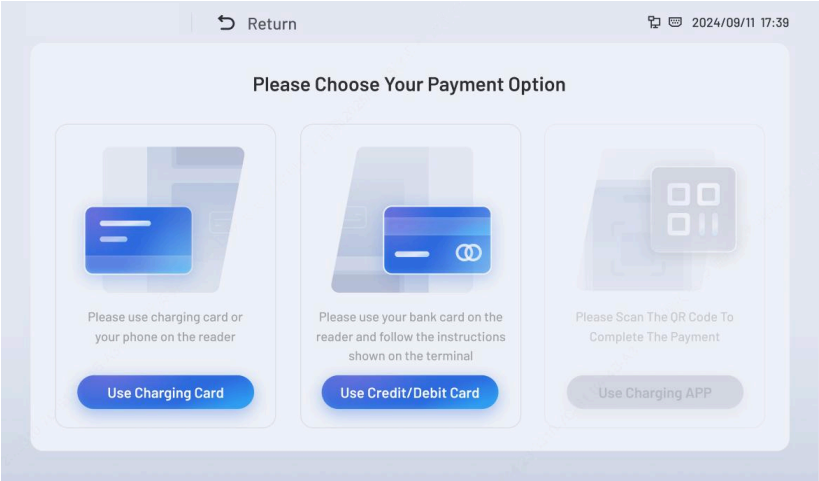 Return
2024/09/11 17:39
Please Choose Your Payment Option
Please use charging card or
your phone on the reader
Use Charging Card
Please use your bank card on the
reader and follow the instructions
shown on the terminal
Use Credit/Debit Card
Please Scan The QR Code To
Complete The Payment
Use Charging APP